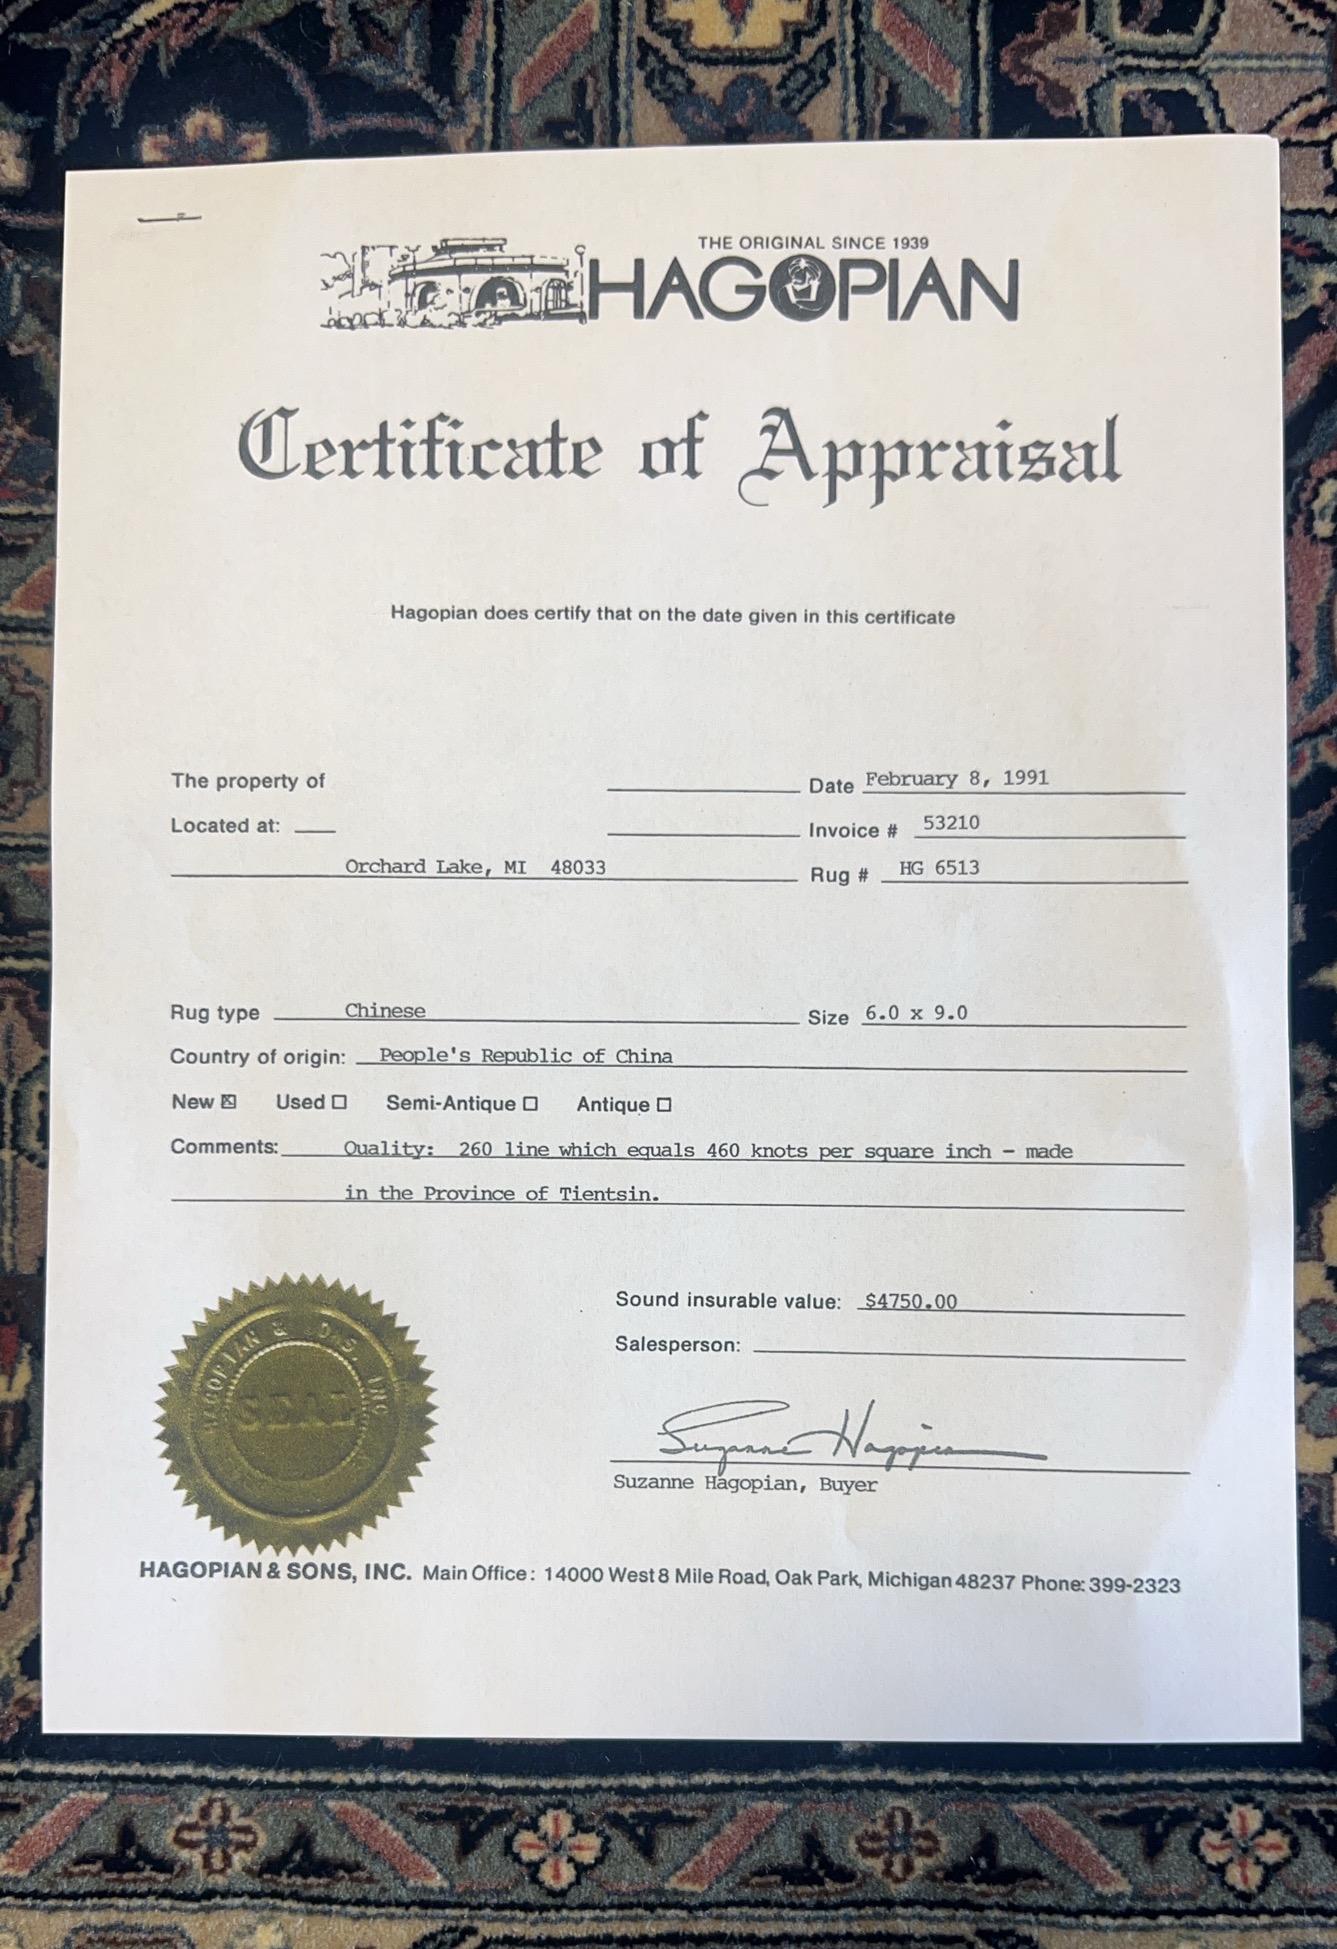 THE ORIGINAL SINCE 1939
HAGOPIAN
Certificate of Appraisal
Hagopian does certify that on the date given in this certificate
The property of
Date February 8, 1991
Located at:
Invoice # 53210
Orchard Lake, MI 48033
Rug # HG 6513
Rug type Chinese
Size 6.0 x 9.0
Country of origin: People's Republic of China
New ☒ Used ☐ Semi-Antique ☐ Antique ☐
Comments: Quality: 260 line which equals 460 knots per square inch - made
in the Province of Tientsin.
Sound insurable value: $4750.00
Salesperson:
HAGOPIAN &
INC
SEAL
Suzanne Hagopian
Suzanne Hagopian, Buyer
HAGOPIAN & SONS, INC. Main Office: 14000 West 8 Mile Road, Oak Park, Michigan 48237 Phone: 399-2323